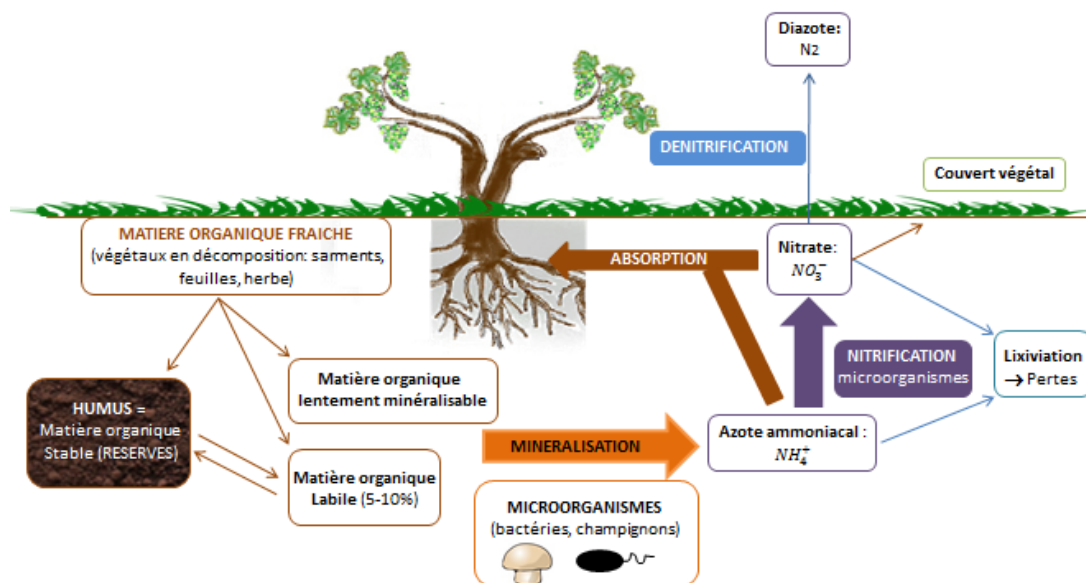 Diazote:
N2
DENITRIFICATION
Couvert végétal
MATIERE ORGANIQUE FRAICHE
(végétaux en décomposition: sarments,
feuilles, herbe)
ABSORPTION
Nitrate:
NO₃⁻
NITRIFICATION
microorganismes
Lixiviation
→ Pertes
Matière organique
lentement minéralisable
HUMUS =
Matière organique
Stable (RESERVES)
MINERALISATION
Azote ammoniacal :
NH₄⁺
Matière organique
Labile (5-10%)
MICROORGANISMES
(bactéries, champignons)